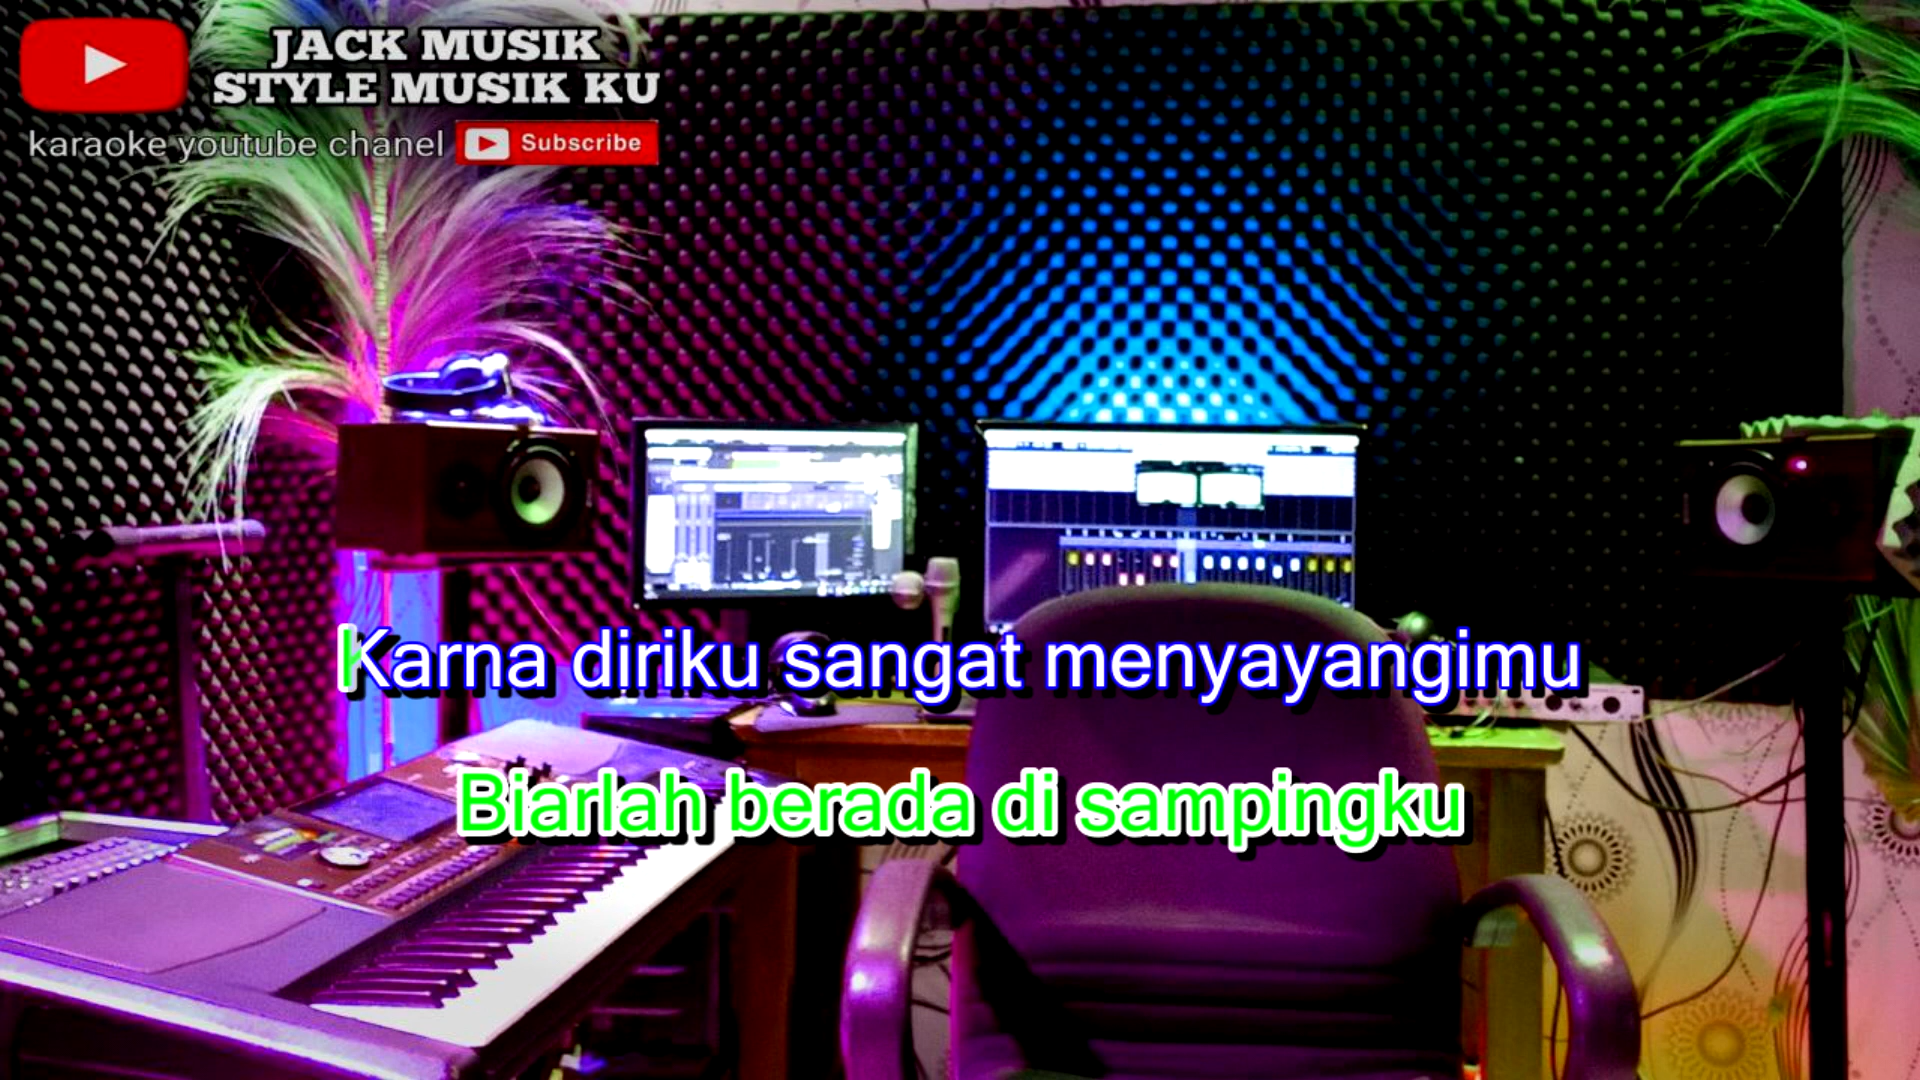 JACK MUSIK
STYLE MUSIK KU
karaoke youtube chanel
Subscribe
Karna diriku sangat menyayangimu
Biarlah berada di sampingku